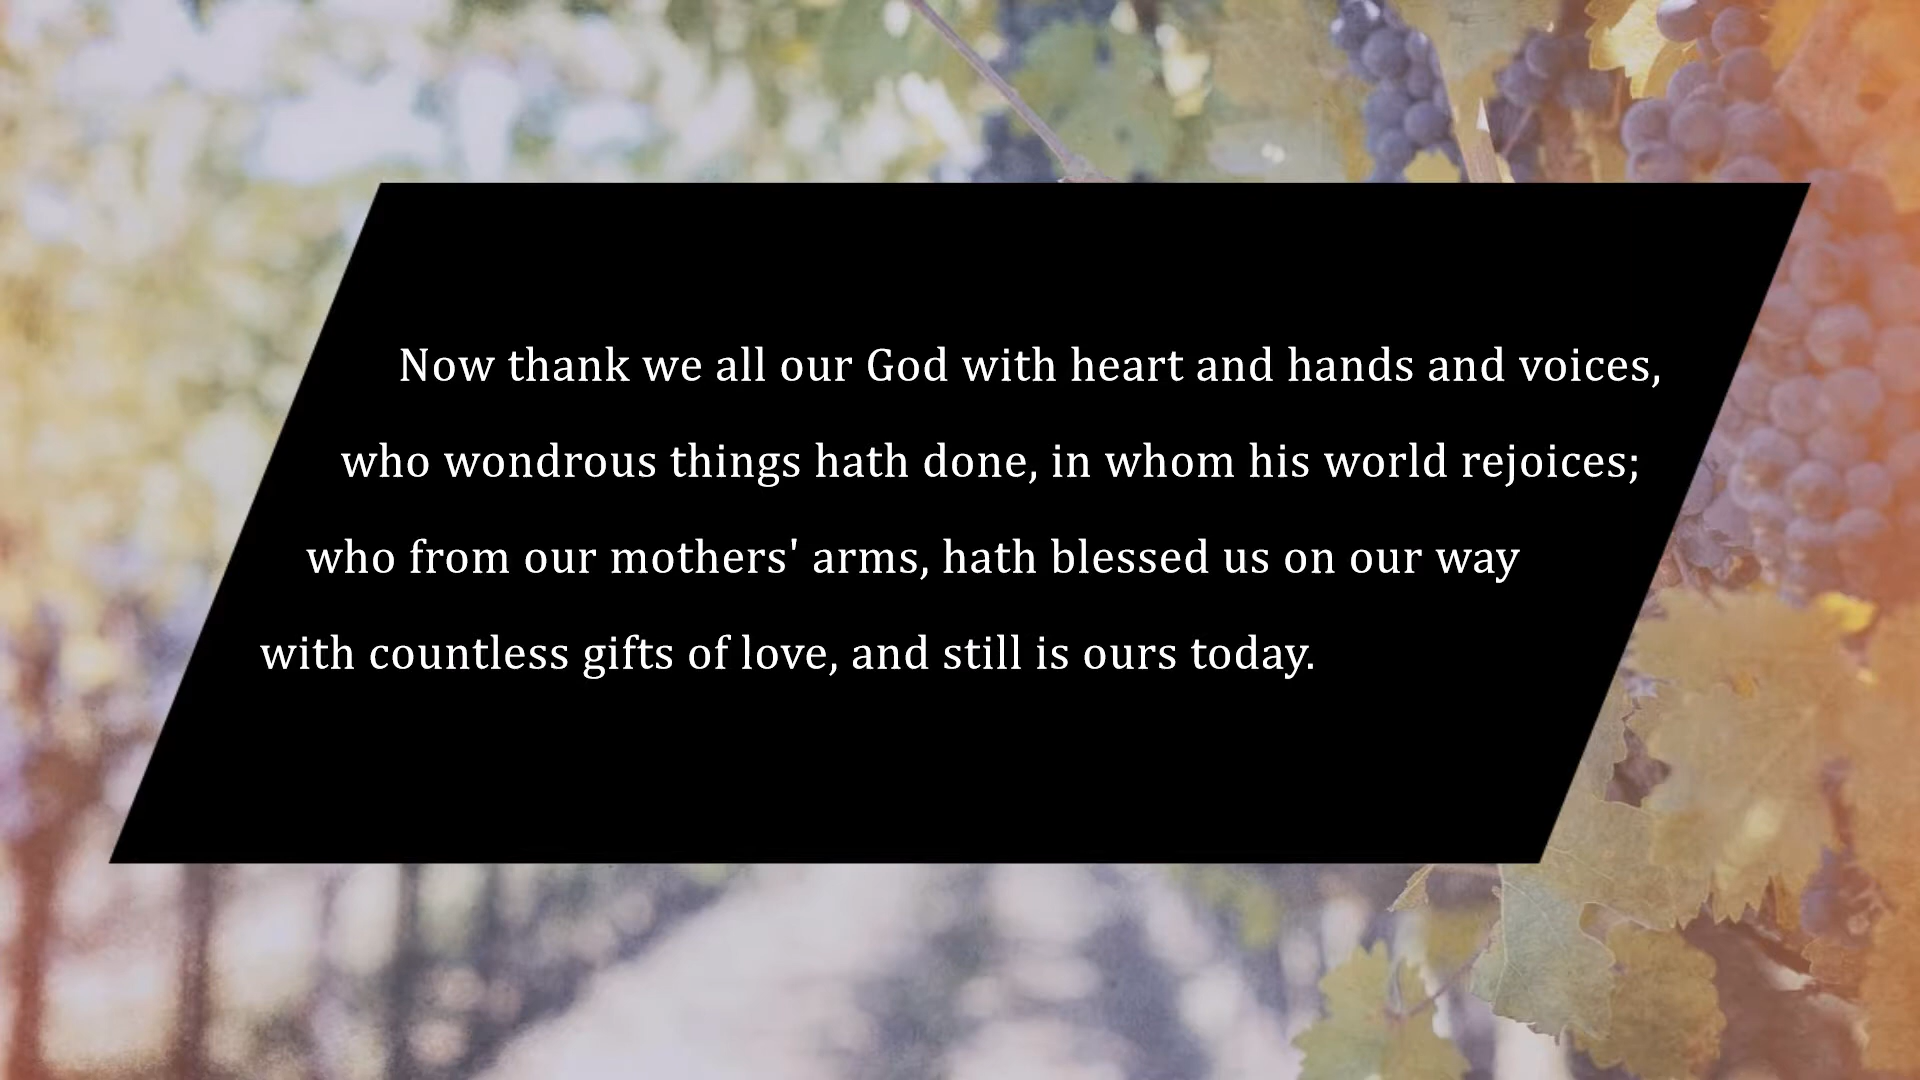 Now thank we all our God with heart and hands and voices,
who wondrous things hath done, in whom his world rejoices;
who from our mothers' arms, hath blessed us on our way
with countless gifts of love, and still is ours today.